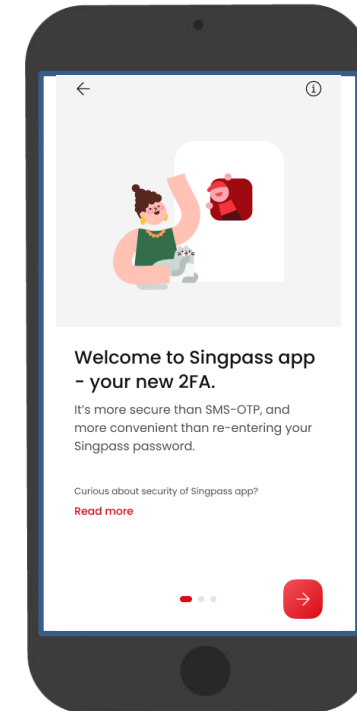 Welcome to Singpass app
- your new 2FA.
It's more secure than SMS-OTP, and
more convenient than re-entering your
Singpass password.
Curious about security of Singpass app?
Read more